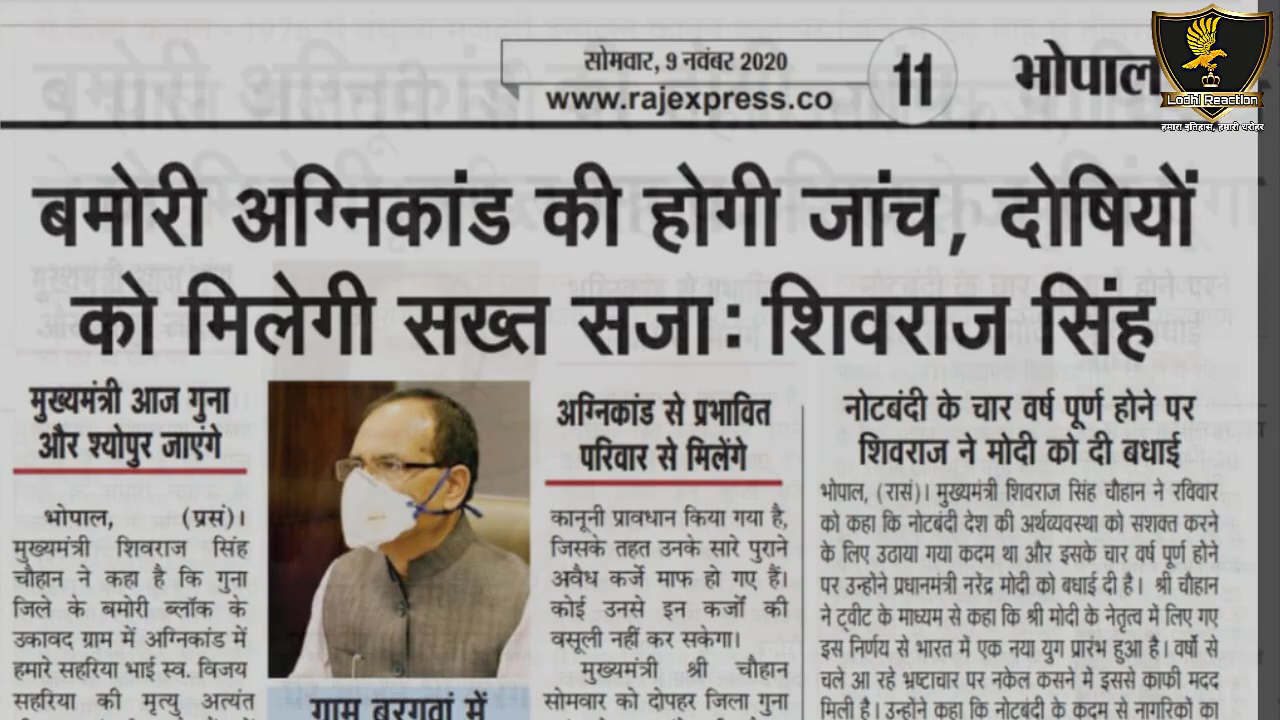 सोमवार, 9 नवंबर 2020
www.rajexpress.co
11
भोपाल
Lodhi Reaction
हमारा इतिहास, हमारी धरोहर
बमोरी अग्निकांड की होगी जांच, दोषियों
को मिलेगी सख्त सजा: शिवराज सिंह
मुख्यमंत्री आज गुना
और श्योपुर जाएंगे
भोपाल, (प्रसं)।
मुख्यमंत्री शिवराज सिंह
चौहान ने कहा है कि गुना
जिले के बमोरी ब्लॉक के
उकावद ग्राम में अग्निकांड में
हमारे सहरिया भाई स्व. विजय
सहरिया की मृत्यु अत्यंत
ग्राम बरगवां में
अग्निकांड से प्रभावित
परिवार से मिलेंगे
कानूनी प्रावधान किया गया है,
जिसके तहत उनके सारे पुराने
अवैध कर्जे माफ हो गए हैं।
कोई उनसे इन कर्जों की
वसूली नहीं कर सकेगा।
मुख्यमंत्री श्री चौहान
सोमवार को दोपहर जिला गुना
नोटबंदी के चार वर्ष पूर्ण होने पर
शिवराज ने मोदी को दी बधाई
भोपाल, (रासं)। मुख्यमंत्री शिवराज सिंह चौहान ने रविवार
को कहा कि नोटबंदी देश की अर्थव्यवस्था को सशक्त करने
के लिए उठाया गया कदम था और इसके चार वर्ष पूर्ण होने
पर उन्होंने प्रधानमंत्री नरेंद्र मोदी को बधाई दी है। श्री चौहान
ने ट्वीट के माध्यम से कहा कि श्री मोदी के नेतृत्व में लिए गए
इस निर्णय से भारत में एक नया युग प्रारंभ हुआ है। वर्षो से
चले आ रहे भ्रष्टाचार पर नकेल कसने में इससे काफी मदद
मिली है। उन्होंने कहा कि नोटबंदी के कदम से नागरिकों का